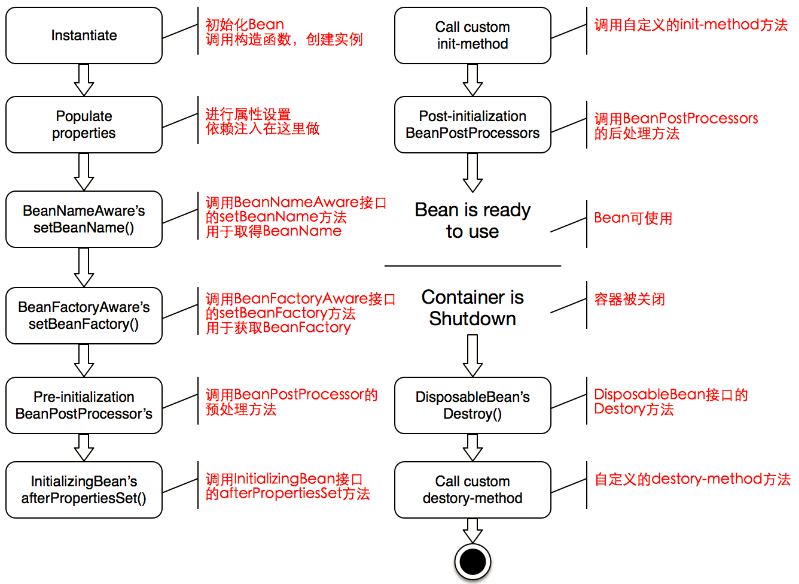 Instantiate
初始化Bean
调用构造函数，创建实例
Populate
properties
进行属性设置
依赖注入在这里做
BeanNameAware's
setBeanName()
调用BeanNameAware接口
的setBeanName方法
用于取得BeanName
BeanFactoryAware's
setBeanFactory()
调用BeanFactoryAware接口
的setBeanFactory方法
用于获取BeanFactory
Pre-initialization
BeanPostProcessor's
调用BeanPostProcessor的
预处理方法
InitializingBean's
afterPropertiesSet()
调用InitializingBean接口
的afterPropertiesSet方法
Call custom
init-method
调用自定义的init-method方法
Post-initialization
BeanPostProcessors
调用BeanPostProcessors
的后处理方法
Bean is ready
to use
Bean可使用
Container is
Shutdown
容器被关闭
DisposableBean's
Destroy()
DisposableBean接口的
Destory方法
Call custom
destory-method
自定义的destory-method方法